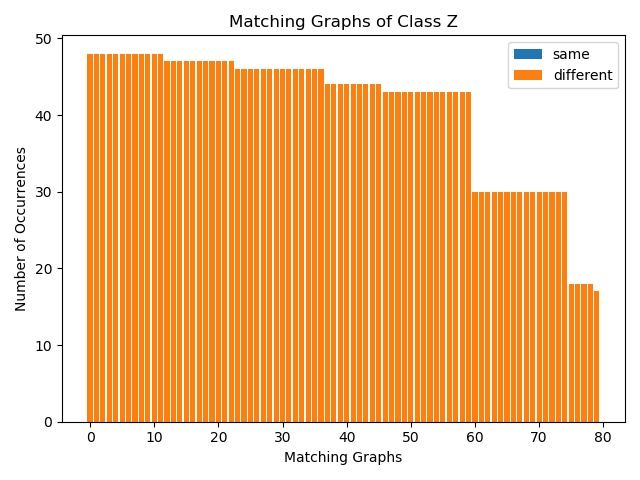 Matching Graphs of Class Z
same
different
50
40
30
20
10
0
Number of Occurrences
0 10 20 30 40 50 60 70 80
Matching Graphs